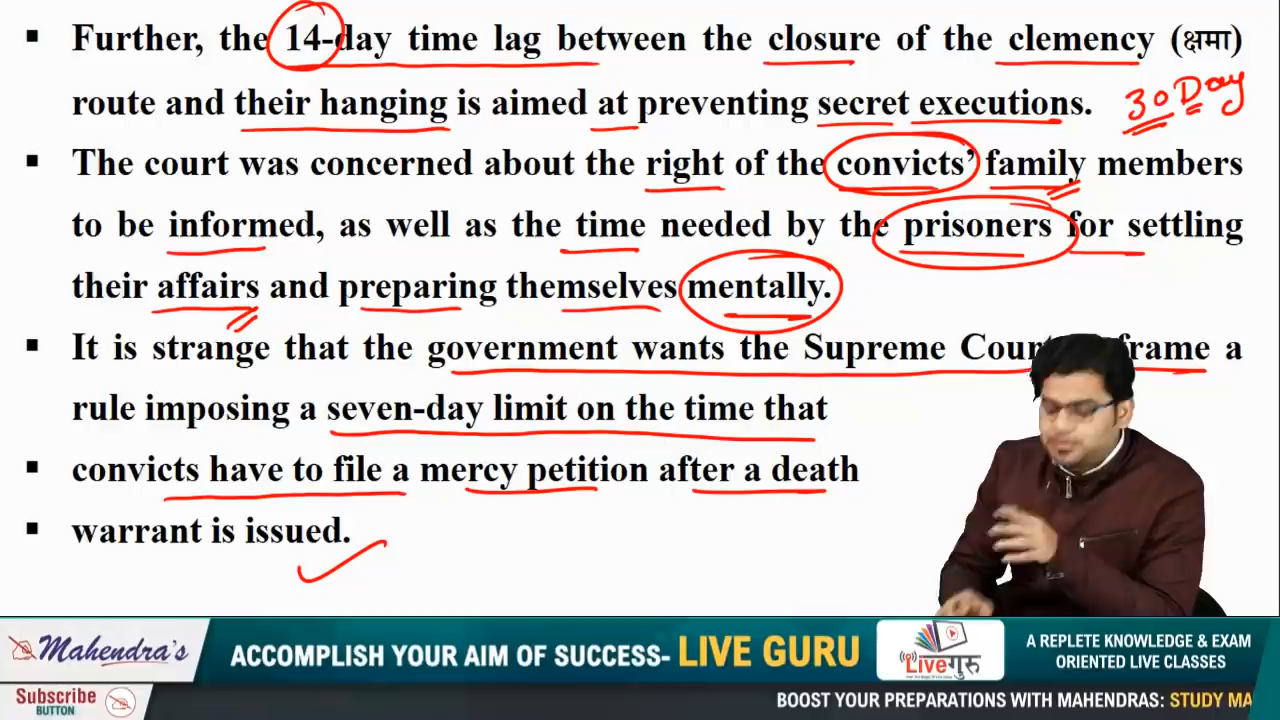 ▪ Further, the 14-day time lag between the closure of the clemency (क्षमा)
route and their hanging is aimed at preventing secret executions.
30 Day
▪ The court was concerned about the right of the convicts' family members
to be informed, as well as the time needed by the prisoners for settling
their affairs and preparing themselves mentally.
▪ It is strange that the government wants the Supreme Court frame a
rule imposing a seven-day limit on the time that
▪ convicts have to file a mercy petition after a death
▪ warrant is issued.
Mahendra's
ACCOMPLISH YOUR AIM OF SUCCESS- LIVE GURU
Liveगुरु
A REPLETE KNOWLEDGE & EXAM
ORIENTED LIVE CLASSES
Subscribe
BUTTON
BOOST YOUR PREPARATIONS WITH MAHENDRAS: STUDY MA